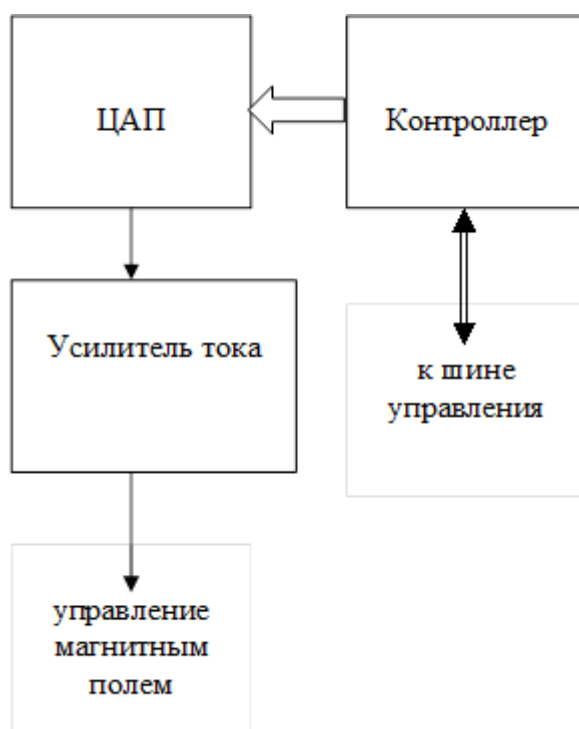 ЦАП
Контроллер
Усилитель тока
к шине
управления
управление
магнитным
полем